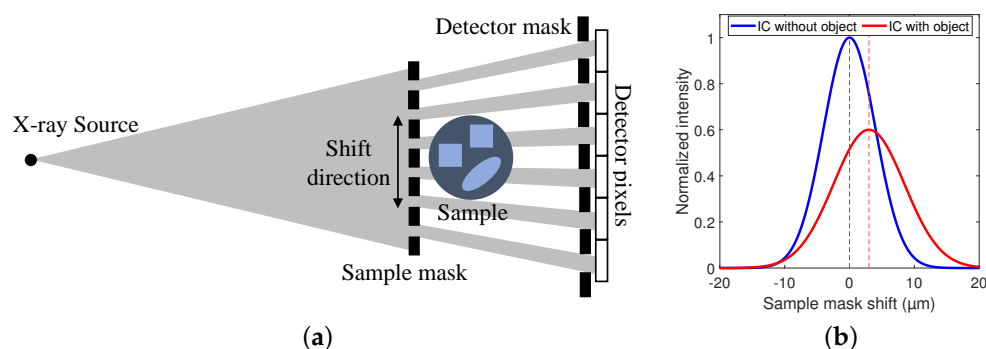 X-ray Source
Shift
direction
Sample mask
Sample
Detector mask
Detector pixels
(a)
IC without object
IC with object
Normalized intensity
1
0.8
0.6
0.4
0.2
0
-20
-10
0
10
20
Sample mask shift (μm)
(b)